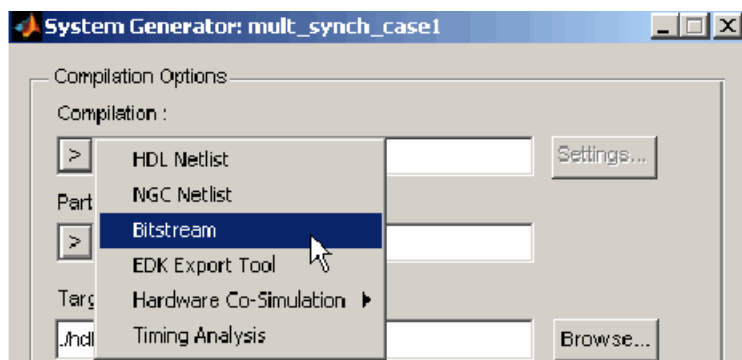 System Generator: mult_synch_case1
Compilation Options
Compilation :
>
HDL Netlist
Settings...
NGC Netlist
Part
Bitstream
>
EDK Export Tool
Targ
Hardware Co-Simulation
./hdl
Timing Analysis
Browse...